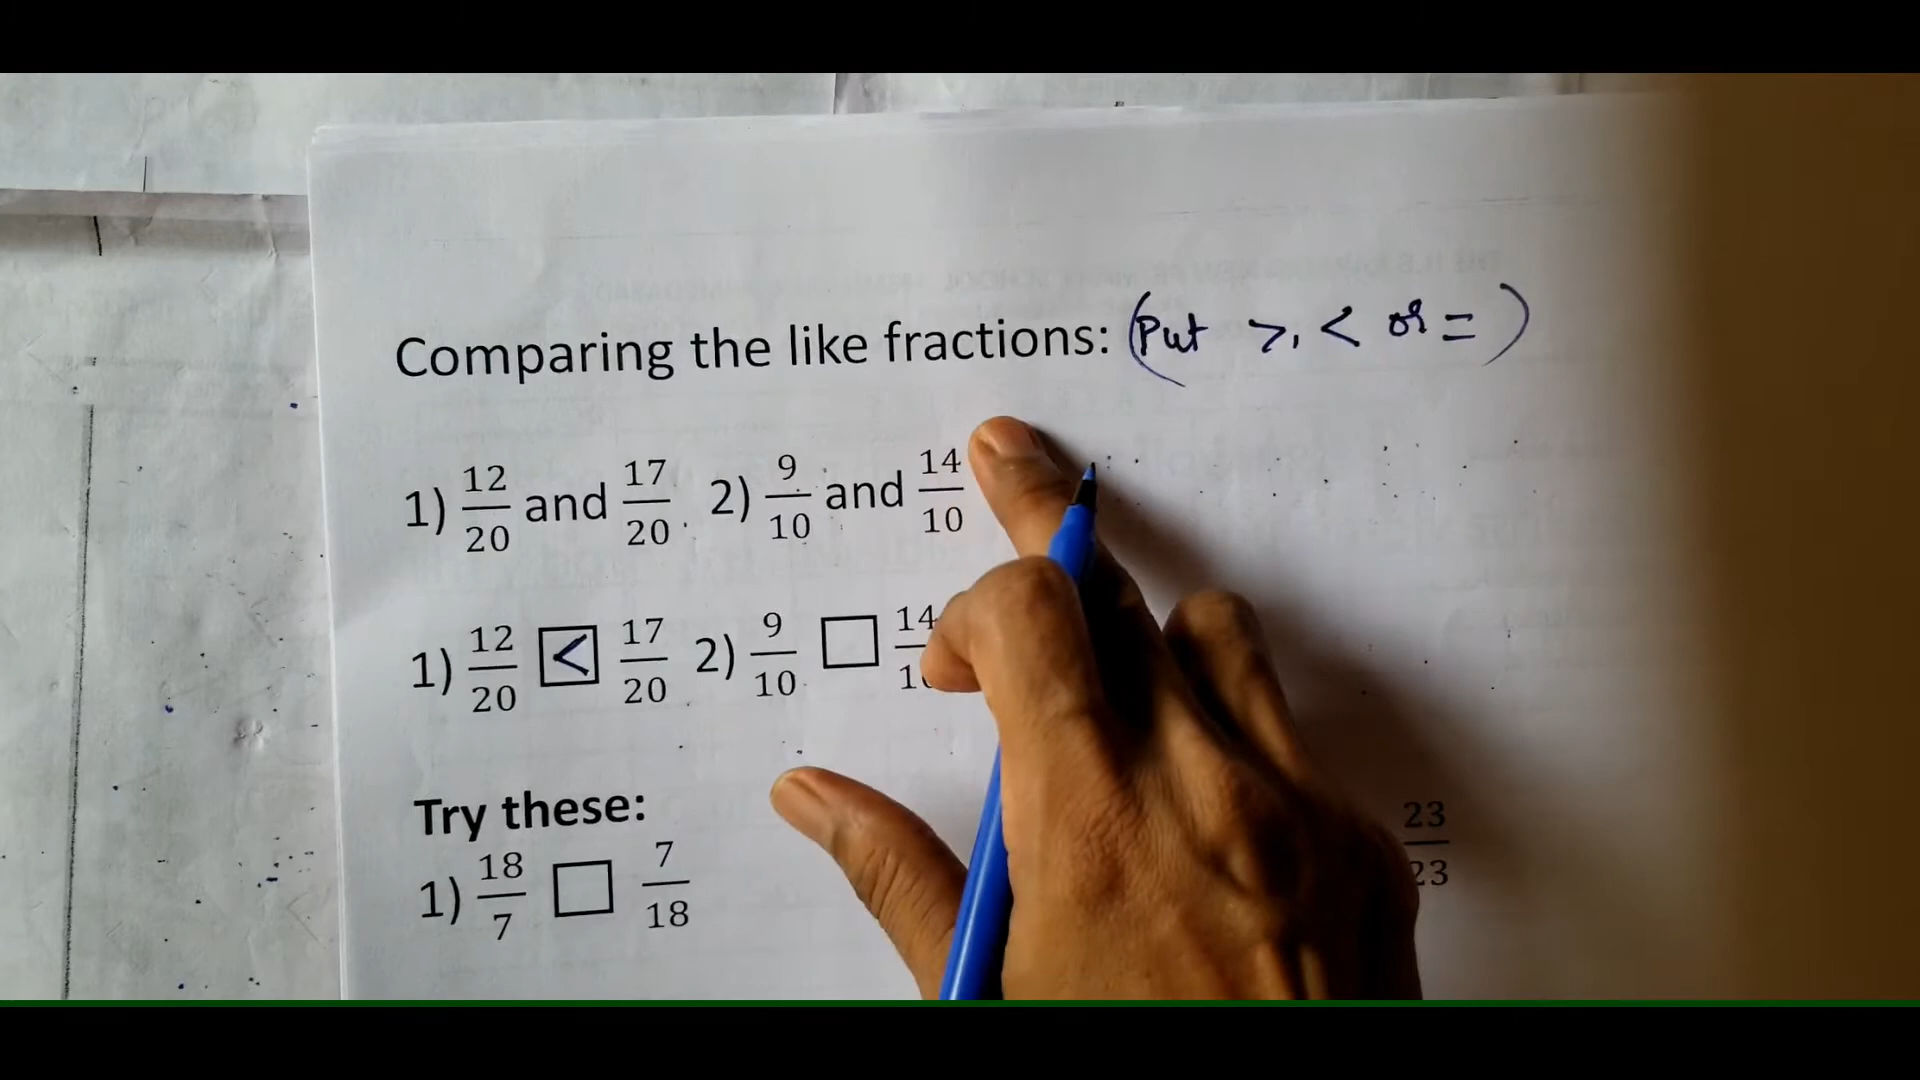 Comparing the like fractions: (Put >, < or = )
1) 12/20 and 17/20 . 2) 9/10 and 14/10
1) 12/20 < 17/20 2) 9/10 □ 14
Try these:
1) 18/7 □ 7/18 23/23